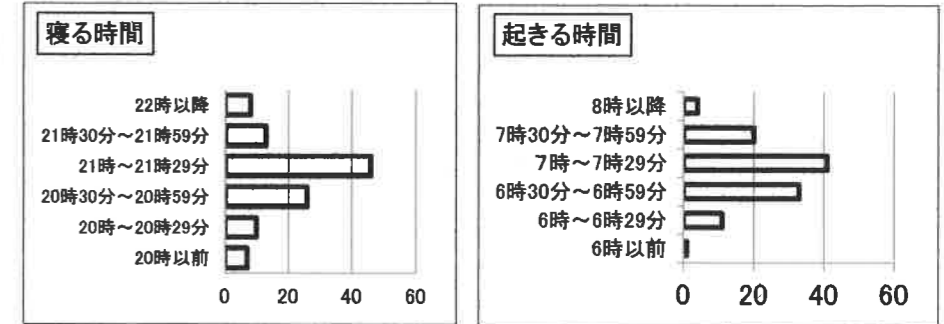 寝る時間
22時以降
21時30分～21時59分
21時～21時29分
20時30分～20時59分
20時～20時29分
20時以前
0 20 40 60
起きる時間
8時以降
7時30分～7時59分
7時～7時29分
6時30分～6時59分
6時～6時29分
6時以前
0 20 40 60